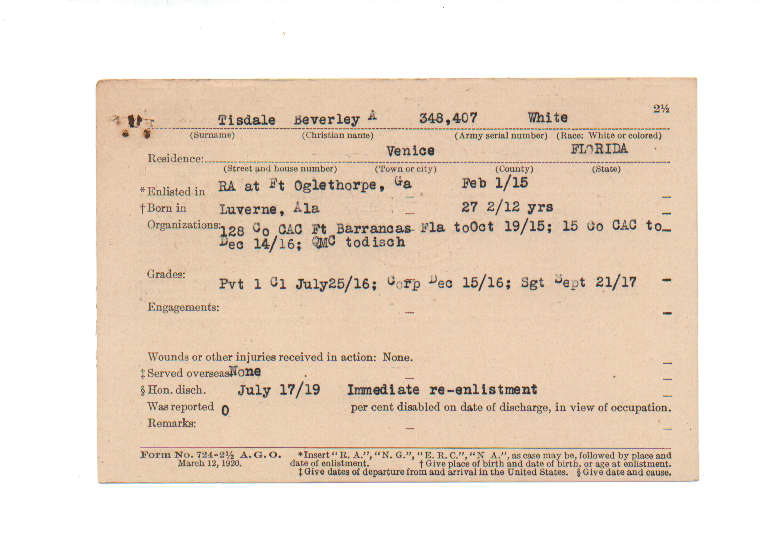 2½
Tisdale Beverley A 348,407 White
(Surname) (Christian name) (Army serial number) (Race: White or colored)
Residence: Venice FLORIDA
(Street and house number) (Town or city) (County) (State)
*Enlisted in RA at Ft Oglethorpe, Ga Feb 1/15
†Born in Luverne, Ala 27 2/12 yrs
Organizations: 128 Co CAC Ft Barrancas Fla toOct 19/15; 15 Co CAC to
Dec 14/16; QMC todisch
Grades: Pvt 1 Cl July25/16; Corp Dec 15/16; Sgt Sept 21/17
Engagements:
Wounds or other injuries received in action: None.
‡Served overseas None
§Hon. disch. July 17/19 Immediate re-enlistment
Was reported 0 per cent disabled on date of discharge, in view of occupation.
Remarks:
Form No. 724-2½ A. G. O. *Insert "R. A.", "N. G.", "E. R. C.", "N A.", as case may be, followed by place and
March 12, 1920. date of enlistment. †Give place of birth and date of birth, or age at enlistment.
‡Give dates of departure from and arrival in the United States. §Give date and cause.